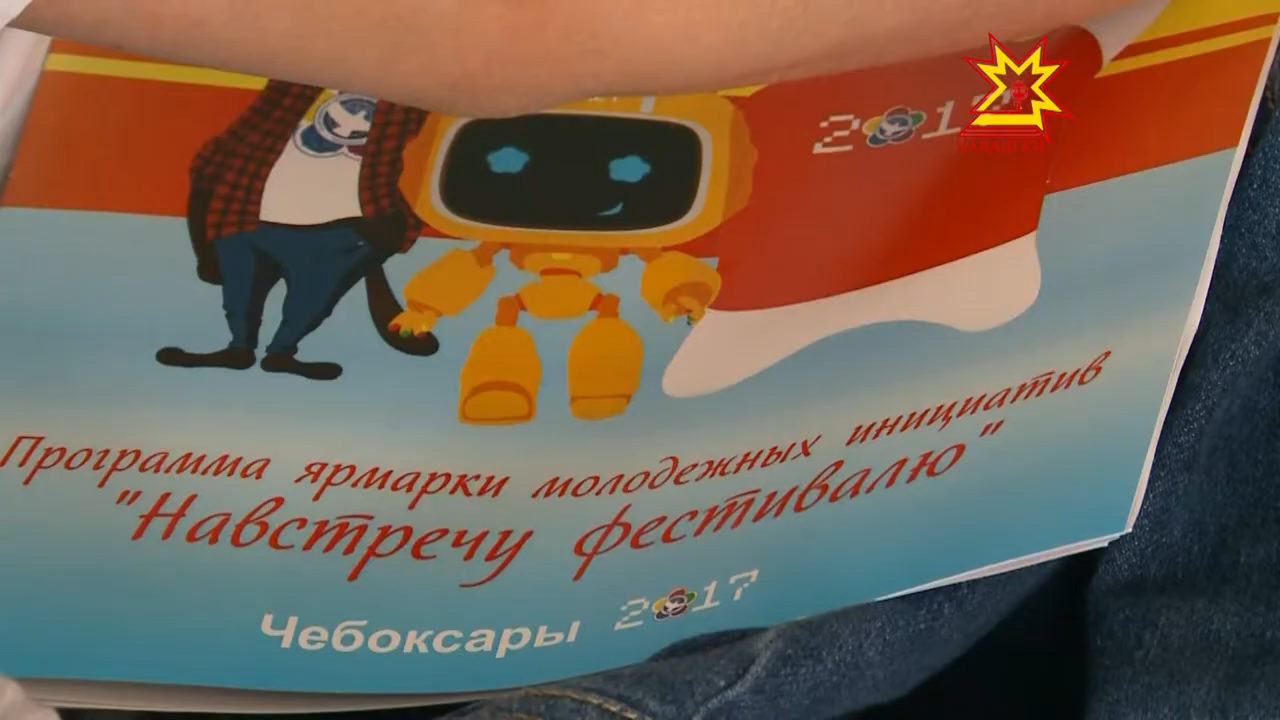 2017
Программа ярмарки молодежных инициатив
"Навстречу фестивалю"
Чебоксары 2017